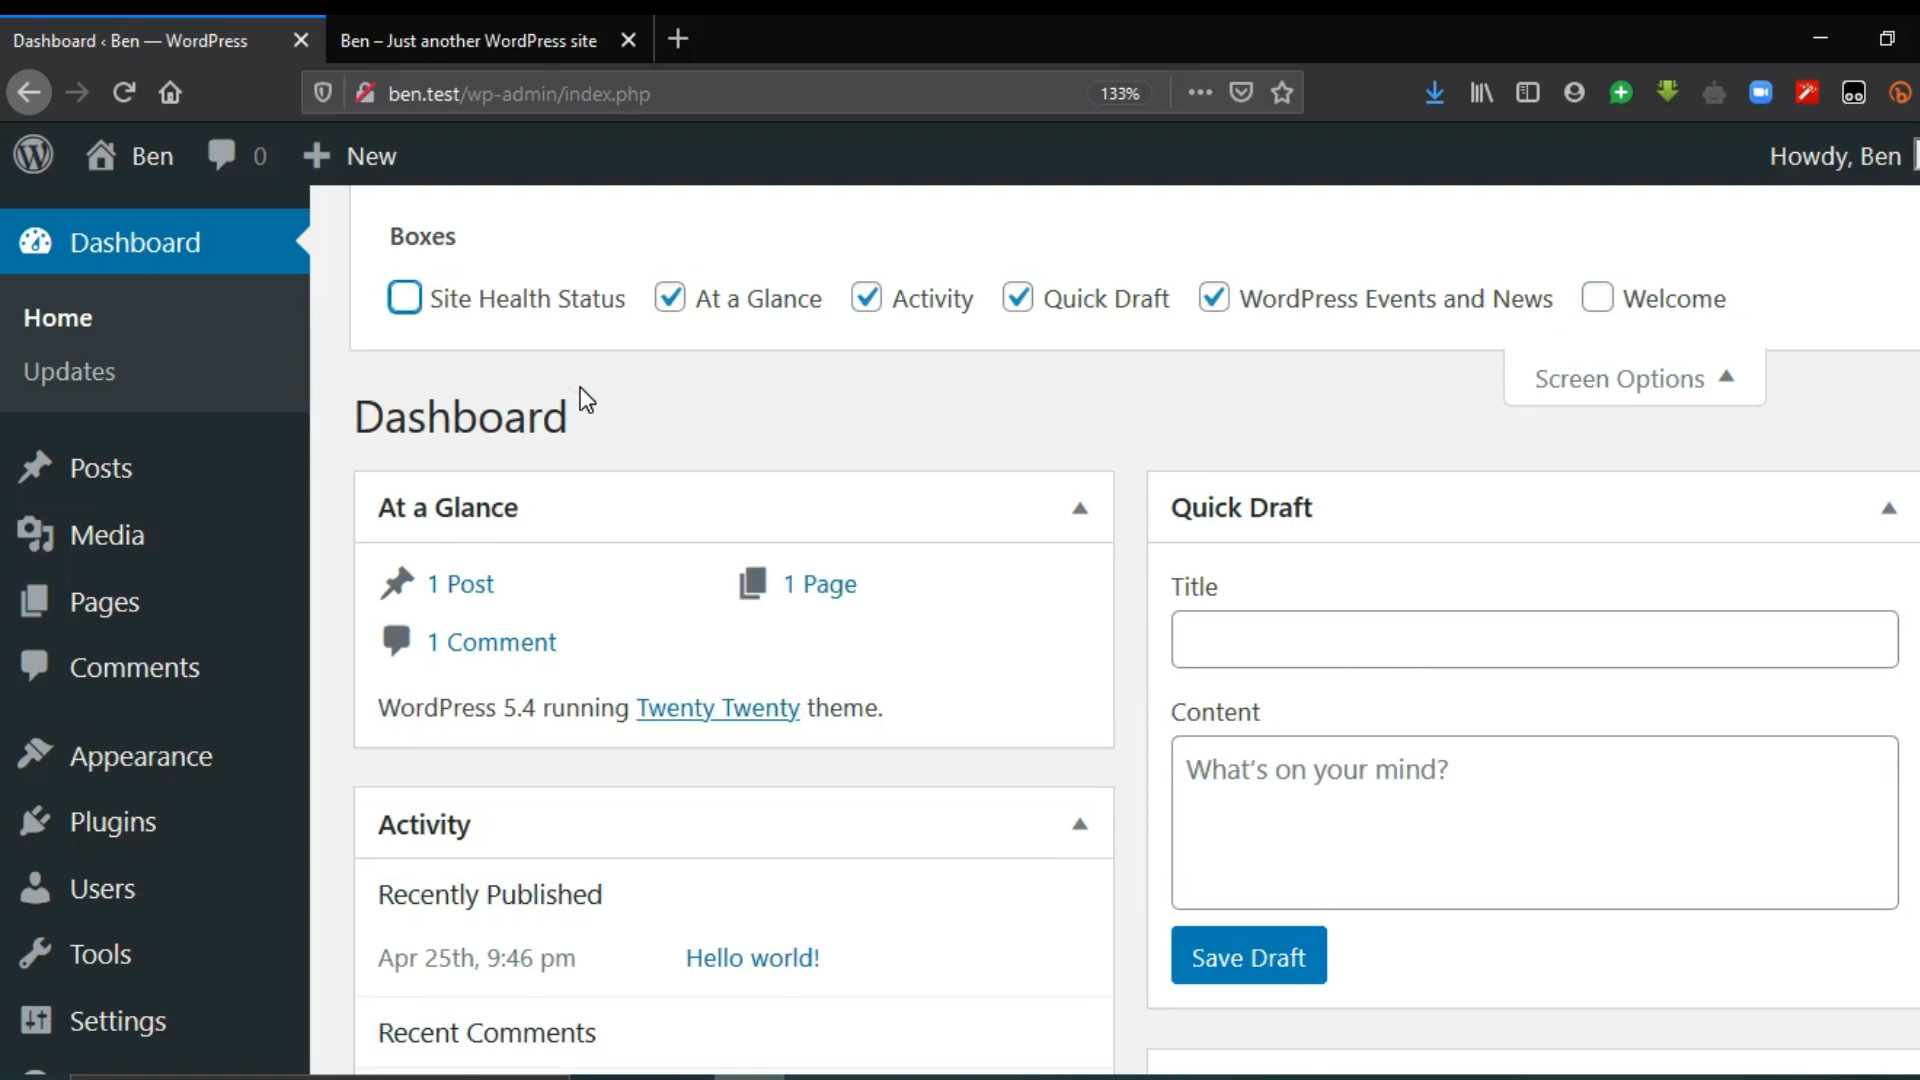 Dashboard ‹ Ben — WordPress
Ben – Just another WordPress site
ben.test/wp-admin/index.php
133%
Ben
0
New
Howdy, Ben
Dashboard
Home
Updates
Posts
Media
Pages
Comments
Appearance
Plugins
Users
Tools
Settings
Boxes
Site Health Status At a Glance Activity Quick Draft WordPress Events and News Welcome
Screen Options
Dashboard
At a Glance
1 Post 1 Page
1 Comment
WordPress 5.4 running Twenty Twenty theme.
Activity
Recently Published
Apr 25th, 9:46 pm Hello world!
Recent Comments
Quick Draft
Title
Content
What's on your mind?
Save Draft